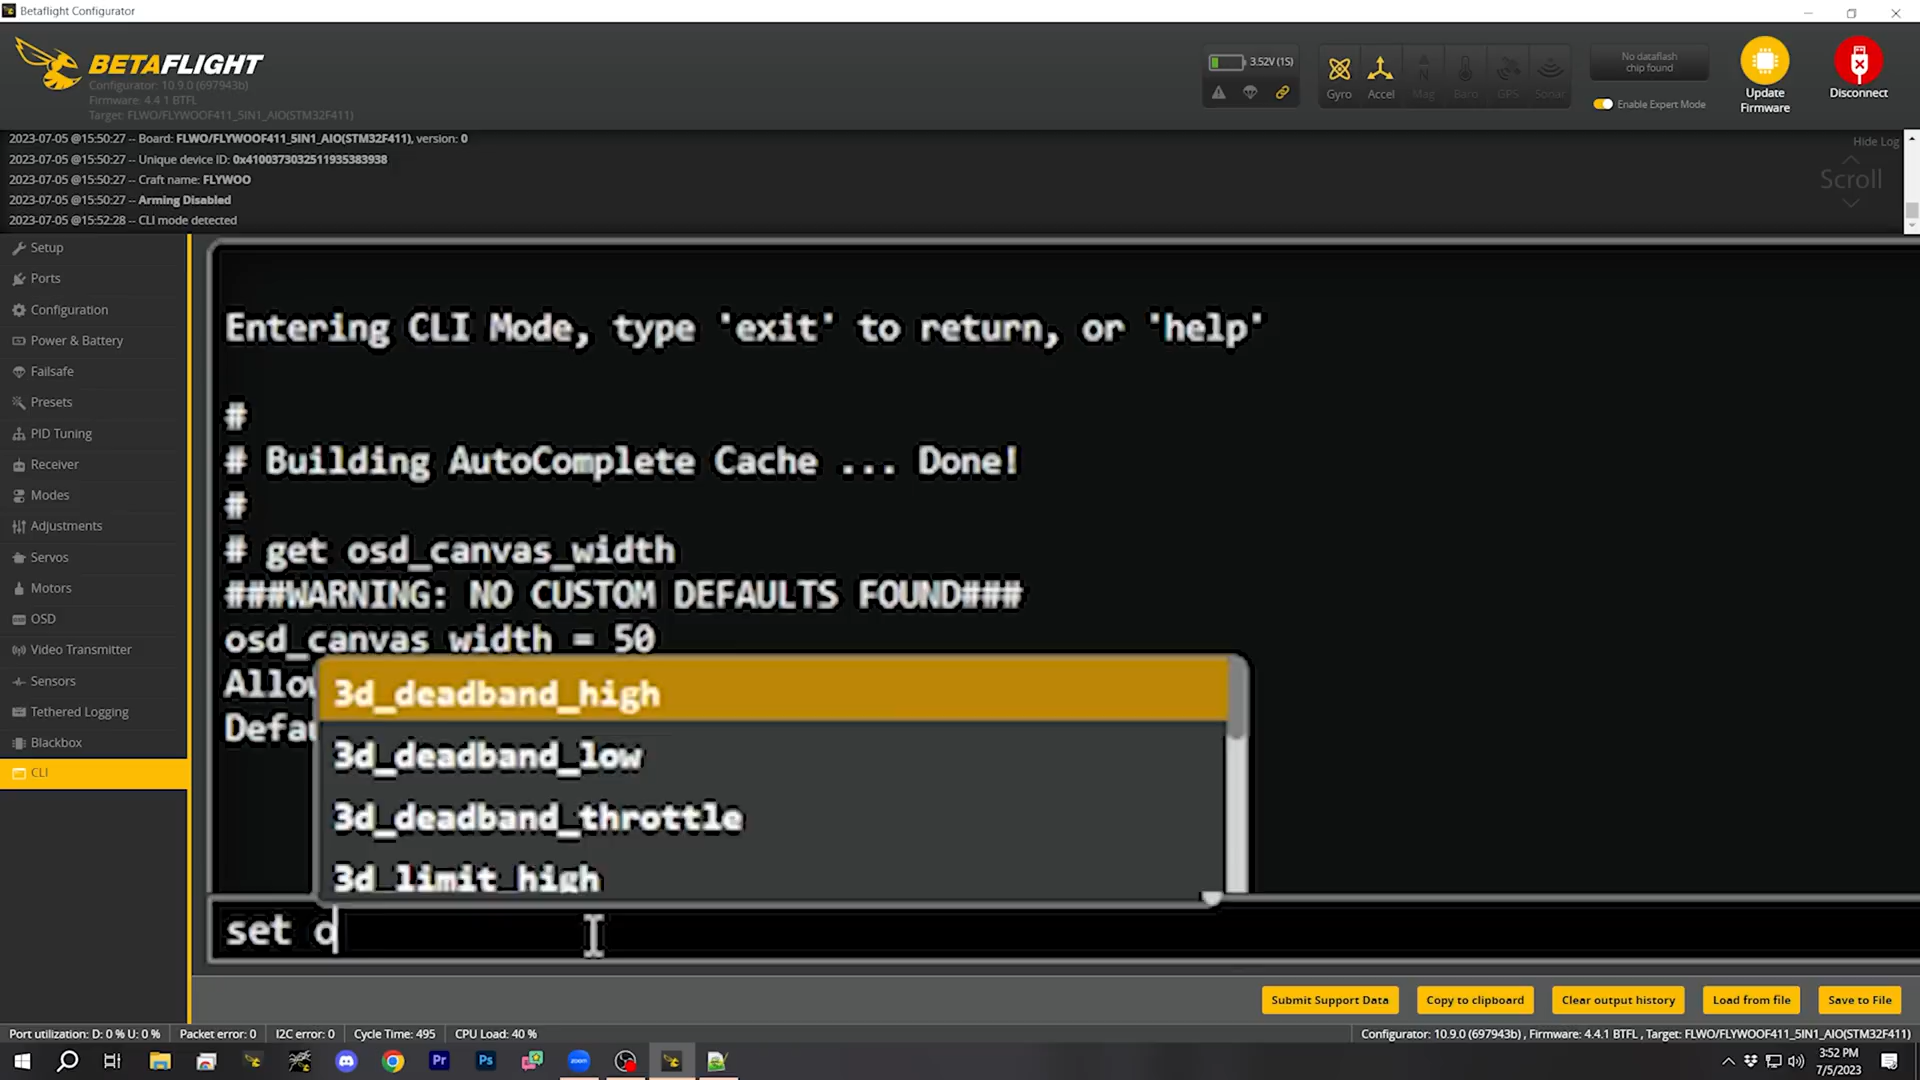 Betaflight Configurator
BETAFLIGHT
Configurator: 10.9.0 (697943b)
Firmware: 4.4.1 BTFL
Target: FLWO/FLYWOOF411_5IN1_AIO(STM32F411)
3.52V (1S)
Gyro
Accel
Mag
Baro
GPS
Sonar
No dataflash
chip found
Enable Expert Mode
Update
Firmware
Disconnect
2023-07-05 @15:50:27 -- Board: FLWO/FLYWOOF411_5IN1_AIO(STM32F411), version: 0
2023-07-05 @15:50:27 -- Unique device ID: 0x4100373032511935383938
2023-07-05 @15:50:27 -- Craft name: FLYWOO
2023-07-05 @15:50:27 -- Arming Disabled
2023-07-05 @15:52:28 -- CLI mode detected
Hide Log
Scroll
Setup
Ports
Configuration
Power & Battery
Failsafe
Presets
PID Tuning
Receiver
Modes
Adjustments
Servos
Motors
OSD
Video Transmitter
Sensors
Tethered Logging
Blackbox
CLI
Entering CLI Mode, type 'exit' to return, or 'help'
#
# Building AutoComplete Cache ... Done!
#
# get osd_canvas_width
###WARNING: NO CUSTOM DEFAULTS FOUND###
osd_canvas_width = 50
Allo
Defau
3d_deadband_high
3d_deadband_low
3d_deadband_throttle
3d_limit_high
set o
Submit Support Data
Copy to clipboard
Clear output history
Load from file
Save to File
Port utilization: D: 0 % U: 0 %
Packet error: 0
I2C error: 0
Cycle Time: 495
CPU Load: 40 %
Configurator: 10.9.0 (697943b) , Firmware: 4.4.1 BTFL , Target: FLWO/FLYWOOF411_5IN1_AIO(STM32F411)
Pr
Ps
zoom
3:52 PM
7/5/2023